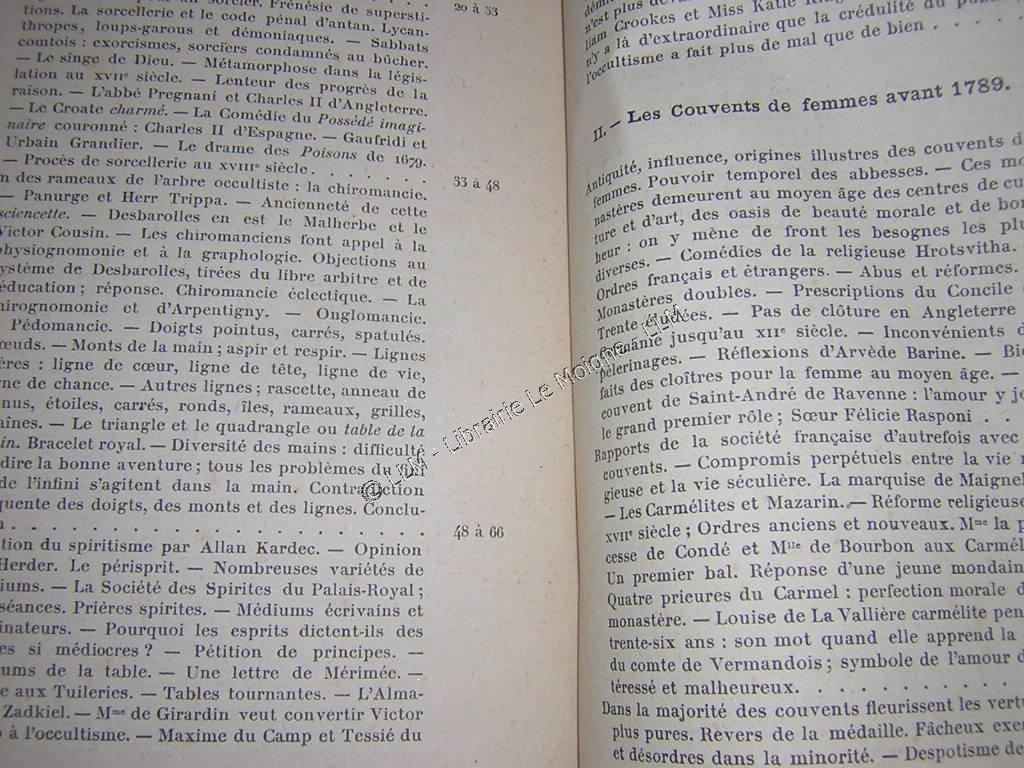 un sorcier. Frénésie de supersti-
tions. La sorcellerie et le code pénal d'antan. Lycan-
thropes, loups-garous et démoniaques. — Sabbats
comtois : exorcismes, sorciers condamnés au bûcher.
— Le singe de Dieu. — Métamorphose dans la légis-
lation au XVIIe siècle. — Lenteur des progrès de la
raison. — L'abbé Pregnani et Charles II d'Angleterre.
— Le Croate charmé. — La Comédie du Possédé imagi-
naire couronné : Charles II d'Espagne. — Gaufridi et
Urbain Grandier. — Le drame des Poisons de 1679.
— Procès de sorcellerie au XVIIIe siècle . . . . . . .
20 à 33
n des rameaux de l'arbre occultiste : la chiromancie.
— Panurge et Herr Trippa. — Ancienneté de cette
sciencette. — Desbarolles en est le Malherbe et le
Victor Cousin. — Les chiromanciens font appel à la
physiognomonie et à la graphologie. Objections au
ystème de Desbarolles, tirées du libre arbitre et de
éducation ; réponse. Chiromancie éclectique. — La
hirognomonie et d'Arpentigny. — Onglomancie.
Pédomancie. — Doigts pointus, carrés, spatulés.
œuds. — Monts de la main ; aspir et respir. — Lignes
ères : ligne de cœur, ligne de tête, ligne de vie,
ne de chance. — Autres lignes ; rascette, anneau de
nus, étoiles, carrés, ronds, îles, rameaux, grilles,
aînes. — Le triangle et le quadrangle ou table de la
in. Bracelet royal. — Diversité des mains : difficulté
dire la bonne aventure ; tous les problèmes du fini
de l'infini s'agitent dans la main. Contradiction
quente des doigts, des monts et des lignes. Conclu-
n . . . . . . . . . . . . . . . . . .
33 à 48
tion du spiritisme par Allan Kardec. — Opinion
Herder. Le périsprit. — Nombreuses variétés de
diums. — La Société des Spirites du Palais-Royal ;
séances. Prières spirites. — Médiums écrivains et
inateurs. — Pourquoi les esprits dictent-ils des
es si médiocres ? — Pétition de principes. —
ums de la table. — Une lettre de Mérimée. —
e aux Tuileries. — Tables tournantes. — L'Alma-
Zadkiel. — Mme de Girardin veut convertir Victor
o à l'occultisme. — Maxime du Camp et Tessié du
48 à 66
n'est plus
liam Crookes et Miss Katie
n'y a là d'extraordinaire que la crédulité du
l'occultisme a fait plus de mal que de bien . . . .
II. — Les Couvents de femmes avant 1789.
Antiquité, influence, origines illustres des couvents d
femmes. Pouvoir temporel des abbesses. — Ces mo
nastères demeurent au moyen âge des centres de cu
ture et d'art, des oasis de beauté morale et de bon
heur : on y mène de front les besognes les plu
diverses. — Comédies de la religieuse Hrotsvitha.
Ordres français et étrangers. — Abus et réformes.
Monastères doubles. — Prescriptions du Concile
Trente éludées. — Pas de clôture en Angleterre
jusqu'au XIIe siècle. — Inconvénients d
pèlerinages. — Réflexions d'Arvède Barine. — Bi
faits des cloîtres pour la femme au moyen âge. —
couvent de Saint-André de Ravenne : l'amour y jo
le grand premier rôle ; Sœur Félicie Rasponi . .
Rapports de la société française d'autrefois avec
couvents. — Compromis perpétuels entre la vie r
gieuse et la vie séculière. La marquise de Maignel
— Les Carmélites et Mazarin. — Réforme religieuse
XVIIe siècle ; Ordres anciens et nouveaux. Mme la p
cesse de Condé et Mlle de Bourbon aux Carmél
Un premier bal. Réponse d'une jeune mondain
Quatre prieures du Carmel : perfection morale d
monastère. — Louise de La Vallière carmélite pen
trente-six ans : son mot quand elle apprend la
du comte de Vermandois ; symbole de l'amour d
téressé et malheureux. . . . . . . . . . . .
Dans la majorité des couvents fleurissent les vert
plus pures. Revers de la médaille. Fâcheux exe
et désordres dans la minorité. — Despotisme de
© LLM - Librairie Le Moigne - LLM